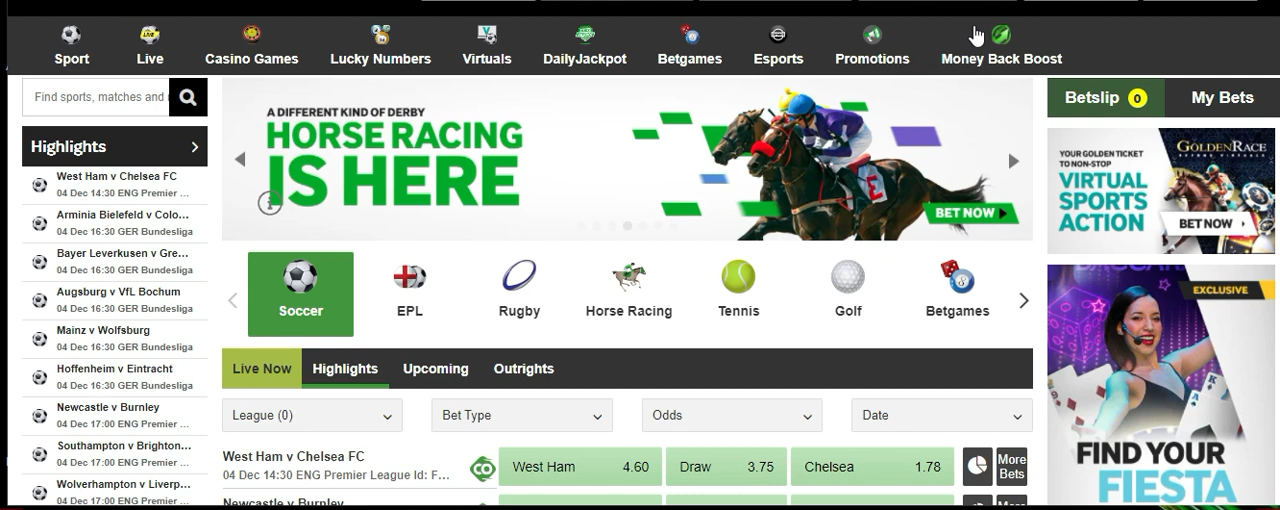 Sport
Live
Casino Games
Lucky Numbers
Virtuals
DailyJackpot
Betgames
Esports
Promotions
Money Back Boost
Find sports, matches and
Highlights
West Ham v Chelsea FC
04 Dec 14:30 ENG Premier ...
Arminia Bielefeld v Colo...
04 Dec 16:30 GER Bundesliga
Bayer Leverkusen v Gre...
04 Dec 16:30 GER Bundesliga
Augsburg v VfL Bochum
04 Dec 16:30 GER Bundesliga
Mainz v Wolfsburg
04 Dec 16:30 GER Bundesliga
Hoffenheim v Eintracht
04 Dec 16:30 GER Bundesliga
Newcastle v Burnley
04 Dec 17:00 ENG Premier ...
Southampton v Brighton...
04 Dec 17:00 ENG Premier ...
Wolverhampton v Liverp...
04 Dec 17:00 ENG Premier ...
A DIFFERENT KIND OF DERBY
HORSE RACING
IS HERE
BET NOW
Soccer
EPL
Rugby
Horse Racing
Tennis
Golf
Betgames
Live Now
Highlights
Upcoming
Outrights
League (0)
Bet Type
Odds
Date
West Ham v Chelsea FC
04 Dec 14:30 ENG Premier League Id: F...
CO
West Ham 4.60
Draw 3.75
Chelsea 1.78
More
Bets
Newcastle v Burnley
More
Betslip 0
My Bets
YOUR GOLDEN TICKET
TO NON-STOP
VIRTUAL
SPORTS
ACTION
GOLDENRACE
BEYOND VIRTUALS
BET NOW
EXCLUSIVE
FIND YOUR
FIESTA